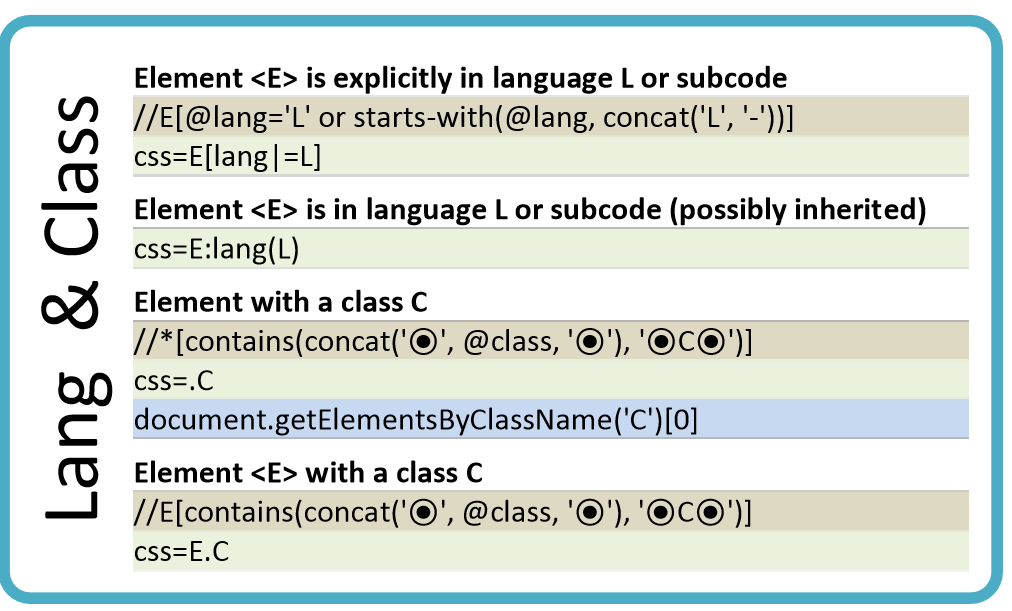 Lang & Class
Element <E> is explicitly in language L or subcode
//E[@lang='L' or starts-with(@lang, concat('L', '-'))]
css=E[lang|=L]
Element <E> is in language L or subcode (possibly inherited)
css=E:lang(L)
Element with a class C
//*[contains(concat('⦿', @class, '⦿'), '⦿C⦿')]
css=.C
document.getElementsByClassName('C')[0]
Element <E> with a class C
//E[contains(concat('⦿', @class, '⦿'), '⦿C⦿')]
css=E.C